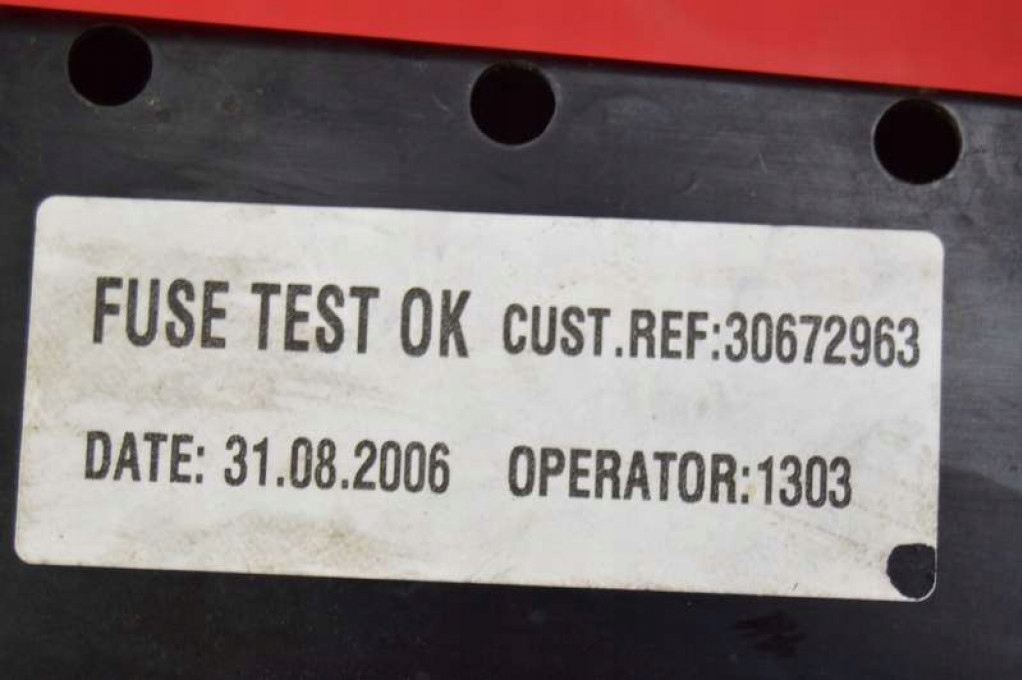 FUSE TEST OK CUST.REF:30672963
DATE: 31.08.2006 OPERATOR:1303